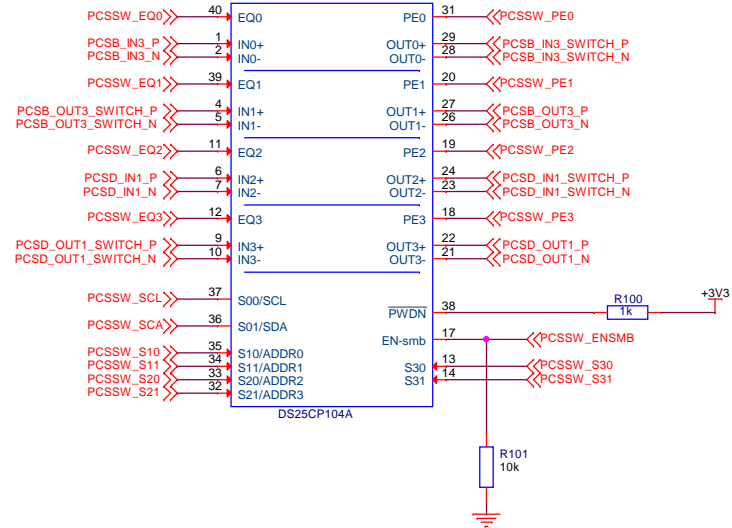 PCSSW_EQ0 40 EQ0 PE0 31 PCSSW_PE0
PCSB_IN3_P 1 IN0+ OUT0+ 29 PCSB_IN3_SWITCH_P
PCSB_IN3_N 2 IN0- OUT0- 28 PCSB_IN3_SWITCH_N
PCSSW_EQ1 39 EQ1 PE1 20 PCSSW_PE1
PCSB_OUT3_SWITCH_P 4 IN1+ OUT1+ 27 PCSB_OUT3_P
PCSB_OUT3_SWITCH_N 5 IN1- OUT1- 26 PCSB_OUT3_N
PCSSW_EQ2 11 EQ2 PE2 19 PCSSW_PE2
PCSD_IN1_P 6 IN2+ OUT2+ 24 PCSD_IN1_SWITCH_P
PCSD_IN1_N 7 IN2- OUT2- 23 PCSD_IN1_SWITCH_N
PCSSW_EQ3 12 EQ3 PE3 18 PCSSW_PE3
PCSD_OUT1_SWITCH_P 9 IN3+ OUT3+ 22 PCSD_OUT1_P
PCSD_OUT1_SWITCH_N 10 IN3- OUT3- 21 PCSD_OUT1_N
PCSSW_SCL 37 S00/SCL
PWDN 38 R100 1k +3V3
PCSSW_SCA 36 S01/SDA
EN-smb 17 PCSSW_ENSMB
PCSSW_S10 35 S10/ADDR0
PCSSW_S11 34 S11/ADDR1 S30 13 PCSSW_S30
PCSSW_S20 33 S20/ADDR2 S31 14 PCSSW_S31
PCSSW_S21 32 S21/ADDR3
DS25CP104A
R101
10k